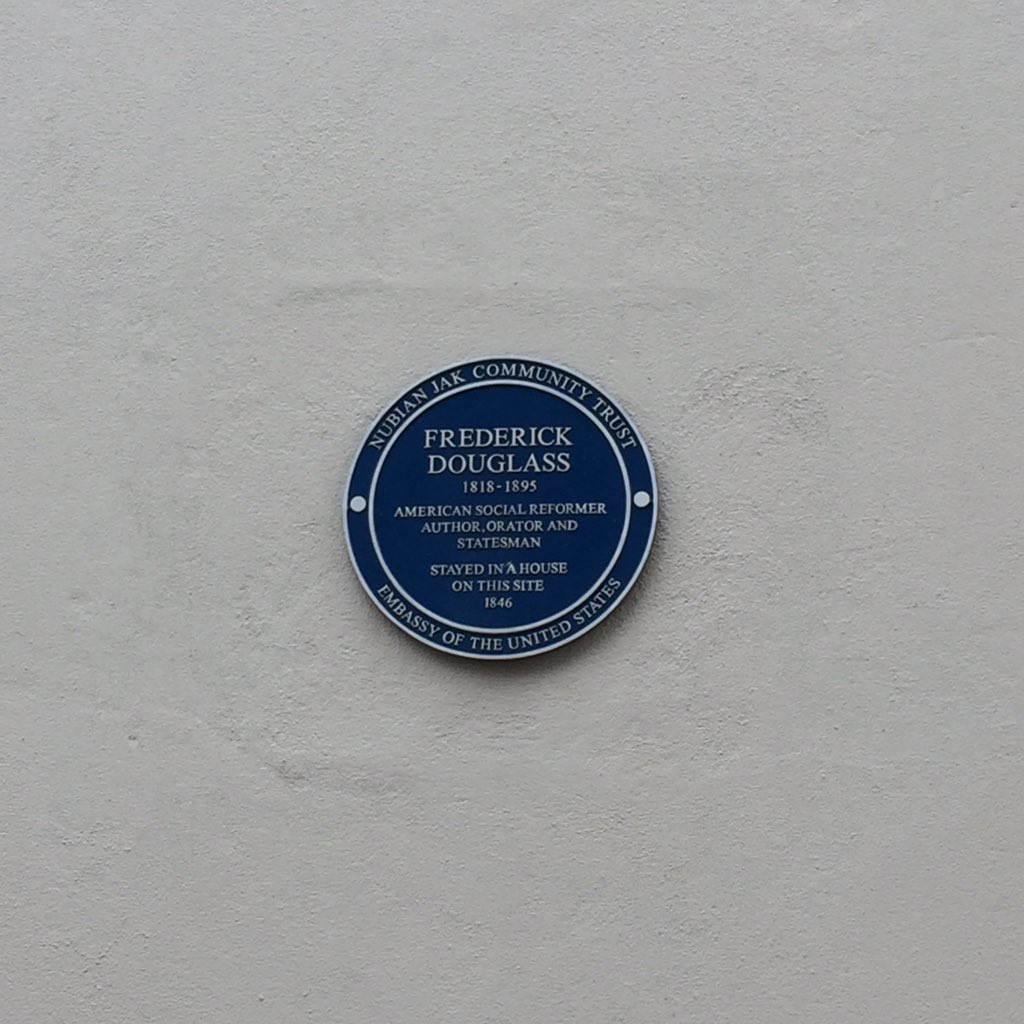 NUBIAN JAK COMMUNITY TRUST
FREDERICK
DOUGLASS
1818-1895
AMERICAN SOCIAL REFORMER
AUTHOR, ORATOR AND
STATESMAN
STAYED IN A HOUSE
ON THIS SITE
1846
EMBASSY OF THE UNITED STATES